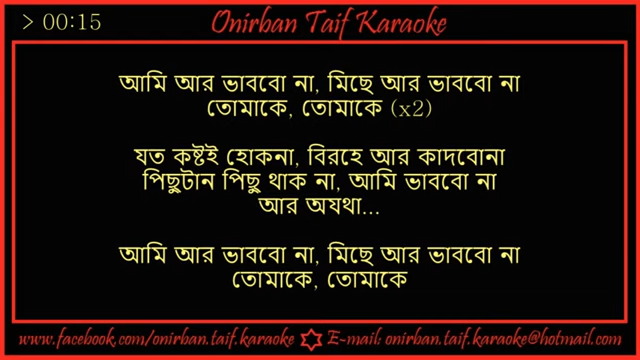 > 00:15
Onirban Taif Karaoke
আমি আর ভাববো না, মিছে আর ভাববো না
তোমাকে, তোমাকে (x2)
যত কষ্টই হোকনা, বিরহে আর কাদবোনা
পিছুটান পিছু থাক না, আমি ভাববো না
আর অযথা...
আমি আর ভাববো না, মিছে আর ভাববো না
তোমাকে, তোমাকে
www.facebook.com/onirban.taif.karaoke E-mail: onirban.taif.karaoke@hotmail.com